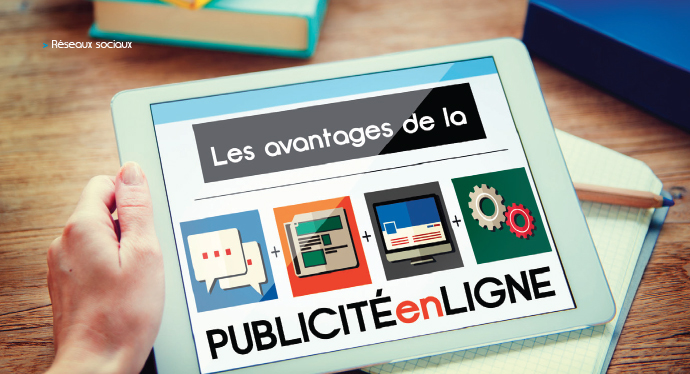 Réseaux sociaux
Les avantages de la
PUBLICITÉenLIGNE